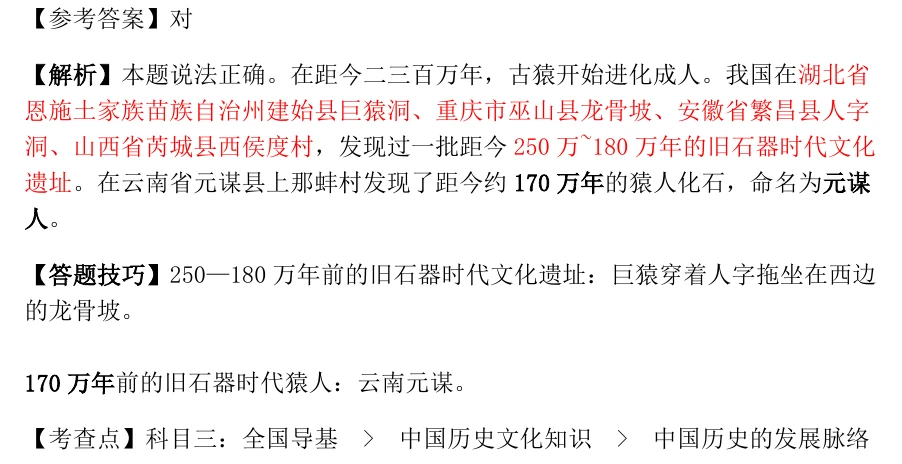 【参考答案】对
【解析】本题说法正确。在距今二三百万年，古猿开始进化成人。我国在湖北省
恩施土家族苗族自治州建始县巨猿洞、重庆市巫山县龙骨坡、安徽省繁昌县人字
洞、山西省芮城县西侯度村，发现过一批距今 250 万~180 万年的旧石器时代文化
遗址。在云南省元谋县上那蚌村发现了距今约 170 万年的猿人化石，命名为元谋
人。
【答题技巧】250—180 万年前的旧石器时代文化遗址：巨猿穿着人字拖坐在西边
的龙骨坡。
170 万年前的旧石器时代猿人：云南元谋。
【考查点】科目三：全国导基 > 中国历史文化知识 > 中国历史的发展脉络